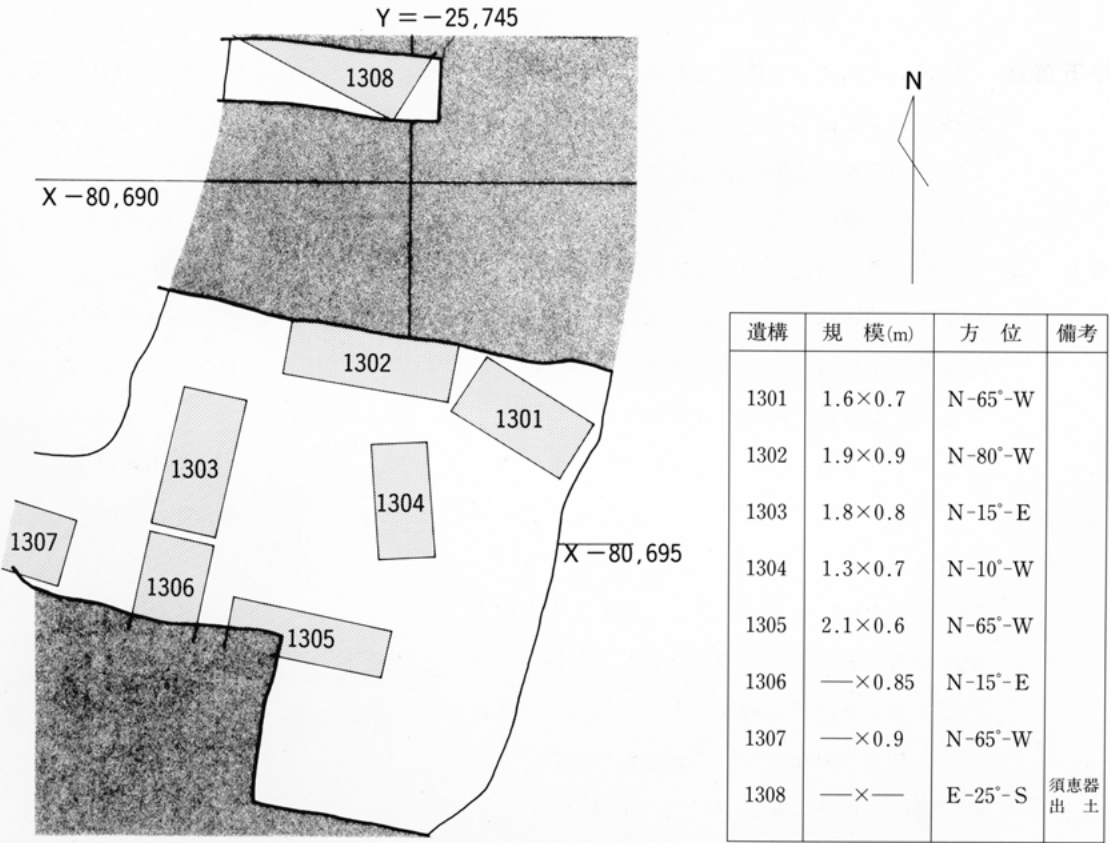 Y=−25,745
1308
N
X−80,690
1302
1301
1303
1304
1307
X−80,695
1306
1305
遺構 規 模(m) 方 位 備考
1301 1.6×0.7 N-65°-W
1302 1.9×0.9 N-80°-W
1303 1.8×0.8 N-15°-E
1304 1.3×0.7 N-10°-W
1305 2.1×0.6 N-65°-W
1306 —×0.85 N-15°-E
1307 —×0.9 N-65°-W
1308 —×— E-25°-S 須恵器
出 土